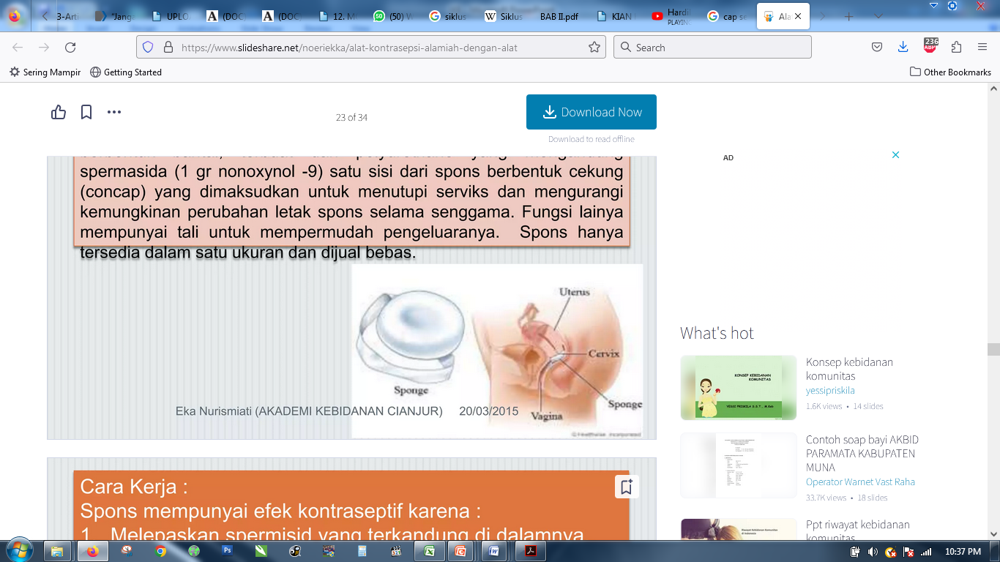 3-Arti
"Janga
UPLO
(DOC)
(DOC
12. M
50
(50) W
siklus
Siklus
BAB II.pdf
KIAN
Hardi
PLAYING
cap se
Ala
https://www.slideshare.net/noeriekka/alat-kontrasepsi-alamiah-dengan-alat
Search
236
ABP
Sering Mampir
Getting Started
Other Bookmarks
23 of 34
Download Now
Download to read offline
spermasida (1 gr nonoxynol -9) satu sisi dari spons berbentuk cekung
(concap) yang dimaksudkan untuk menutupi serviks dan mengurangi
kemungkinan perubahan letak spons selama senggama. Fungsi lainya
mempunyai tali untuk mempermudah pengeluaranya. Spons hanya
tersedia dalam satu ukuran dan dijual bebas.
Uterus
Cervix
Sponge
Sponge
Vagina
Eka Nurismiati (AKADEMI KEBIDANAN CIANJUR) 20/03/2015
Cara Kerja :
Spons mempunyai efek kontraseptif karena :
1. Melepaskan spermisid yang terkandung di dalamnya
AD
What's hot
KONSEP KEBIDANAN
KOMUNITAS
Konsep kebidanan
komunitas
yessipriskila
1.6K views • 14 slides
Contoh soap bayi AKBID
PARAMATA KABUPATEN
MUNA
Operator Warnet Vast Raha
33.7K views • 18 slides
Ppt riwayat kebidanan
komunitas
10:37 PM